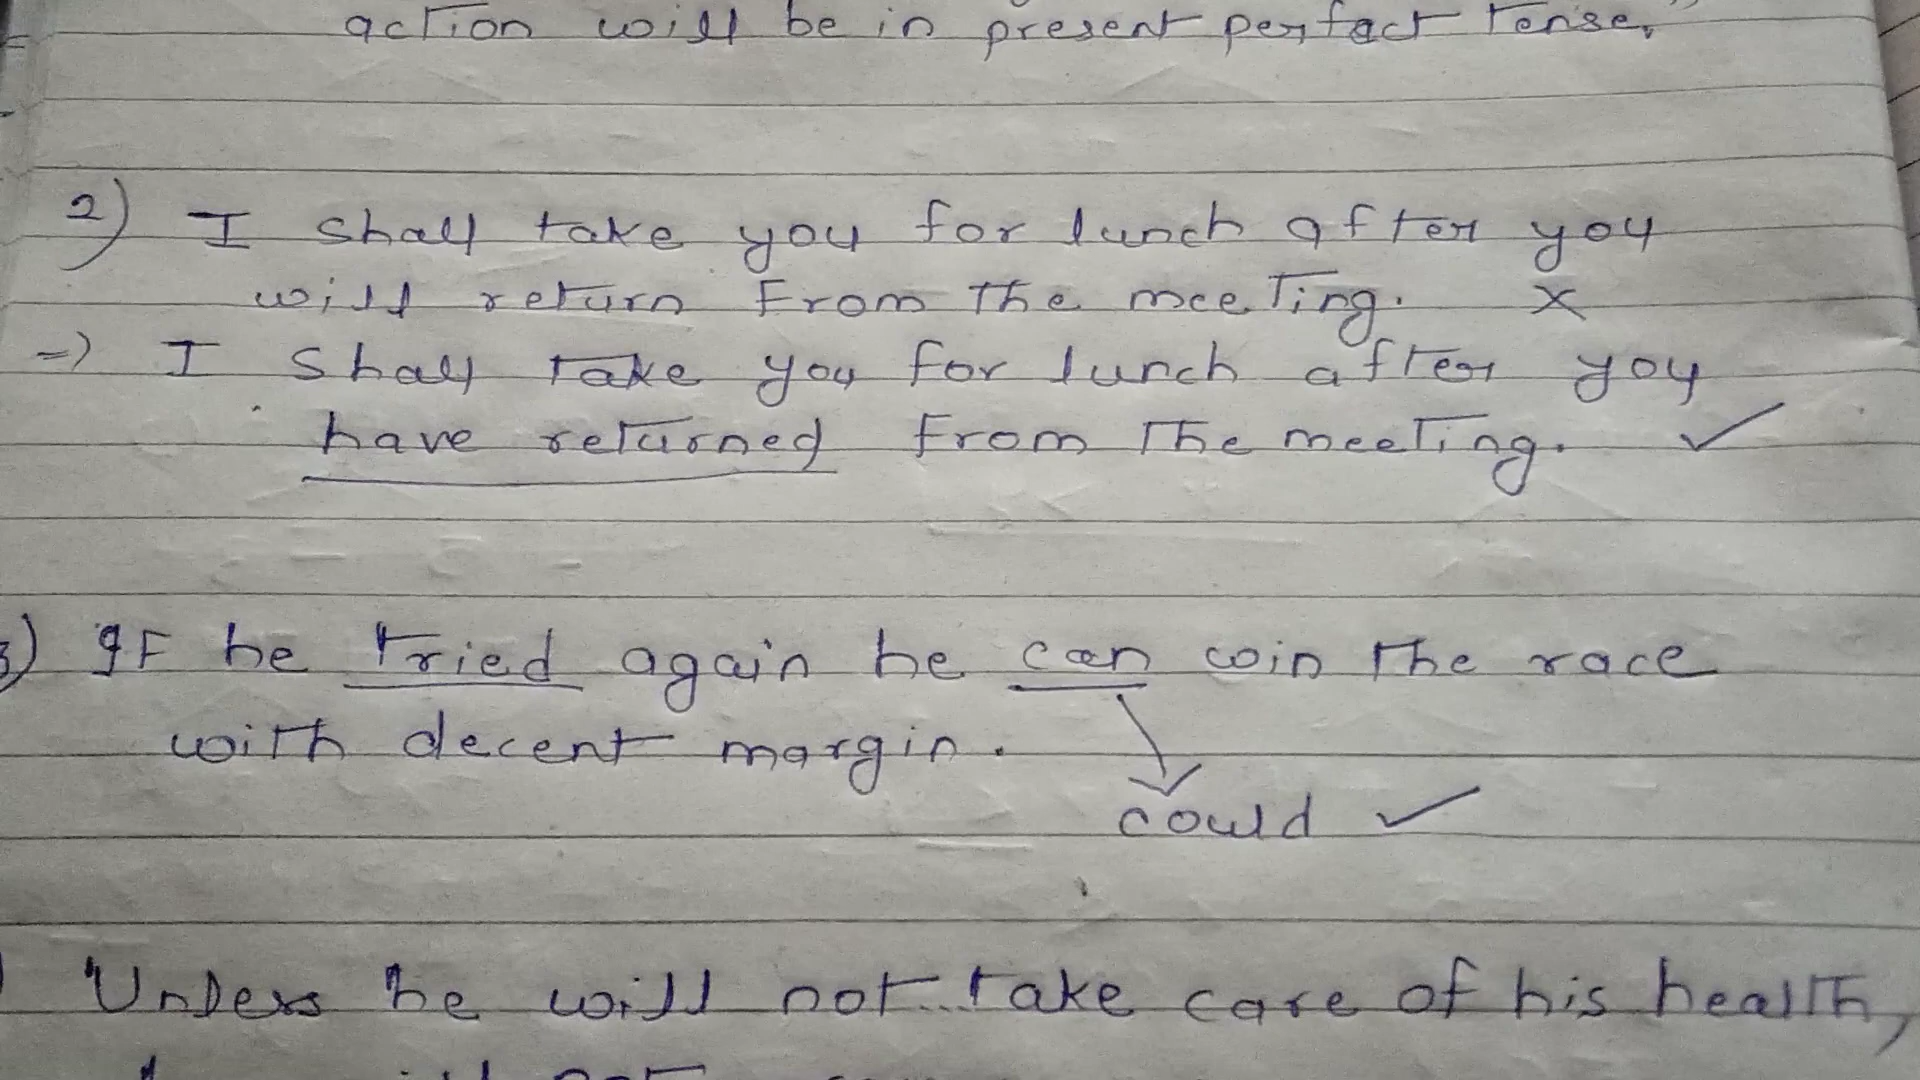 action will be in present perfect tense,
2) I shall take you for lunch after you
will return from the meeting. x
=) I shall take you for lunch after you
have returned from the meeting. ✓
3) If he tried again he can win the race
with decent margin.
could ✓
Unless he will not take care of his health,